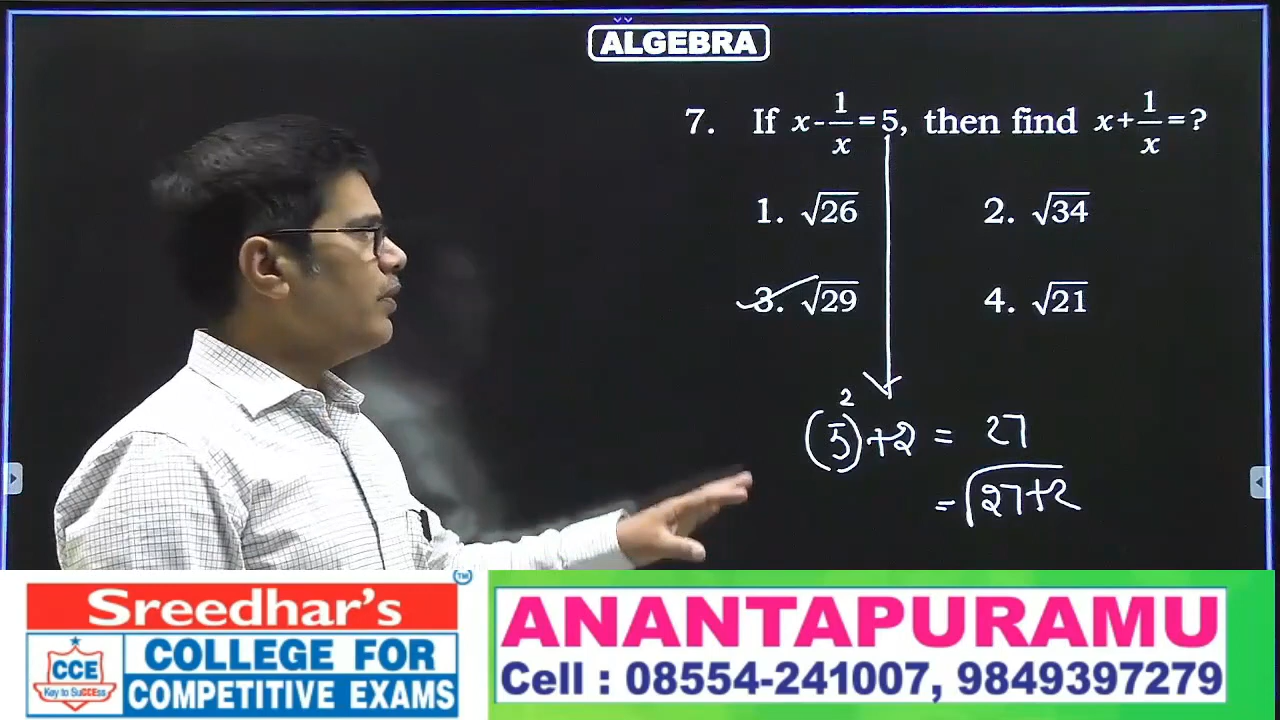 ALGEBRA
7. If x - 1/x = 5, then find x + 1/x = ?
1. √26 2. √34
3. √29 4. √21
(5)² + 2 = 27
= √27+2
Sreedhar's TM
CCE
Key to SuCCEss
COLLEGE FOR
COMPETITIVE EXAMS
ANANTAPURAMU
Cell : 08554-241007, 9849397279